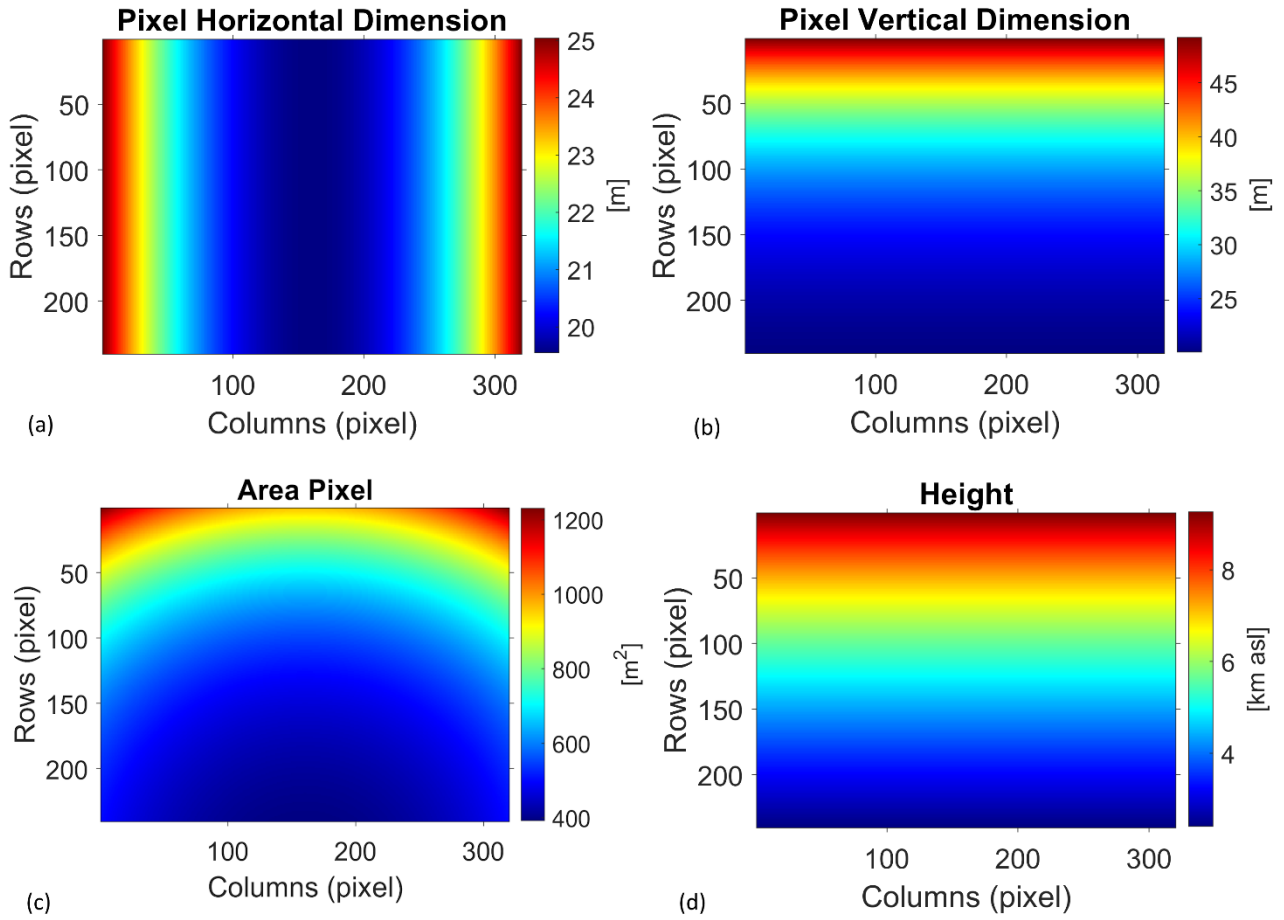 Pixel Horizontal Dimension
50
100
150
200
Rows (pixel)
100 200 300
Columns (pixel)
25
24
23
22
21
20
[m]
(a)
Pixel Vertical Dimension
50
100
150
200
Rows (pixel)
100 200 300
Columns (pixel)
45
40
35
30
25
[m]
(b)
Area Pixel
50
100
150
200
Rows (pixel)
100 200 300
Columns (pixel)
1200
1000
800
600
400
[m²]
(c)
Height
50
100
150
200
Rows (pixel)
100 200 300
Columns (pixel)
8
6
4
[km asl]
(d)